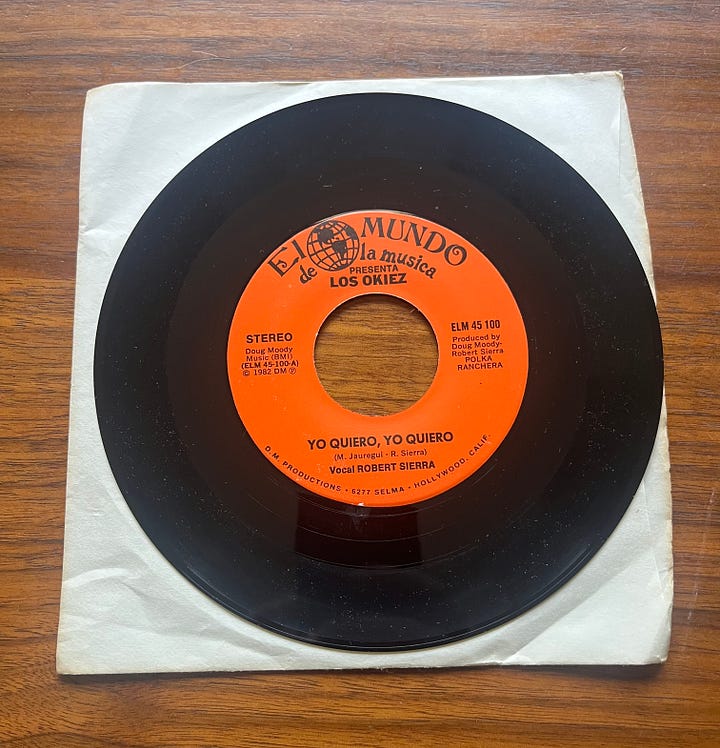 El MUNDO
de la musica
PRESENTA
LOS OKIEZ
STEREO
Doug Moody
Music (BMI)
(ELM 45-100-A)
© 1982 DM ℗
ELM 45 100
Produced by
Doug Moody-
Robert Sierra
POLKA
RANCHERA
YO QUIERO, YO QUIERO
(M. Jauregui - R. Sierra)
Vocal ROBERT SIERRA
D.M. PRODUCTIONS • 6277 SELMA - HOLLYWOOD, CALIF.